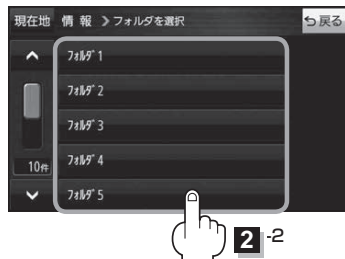 現在地 情 報 ❯フォルダを選択 戻る
ﾌｫﾙﾀﾞ 1
ﾌｫﾙﾀﾞ 2
ﾌｫﾙﾀﾞ 3
ﾌｫﾙﾀﾞ 4
10件
ﾌｫﾙﾀﾞ 5
2 -2